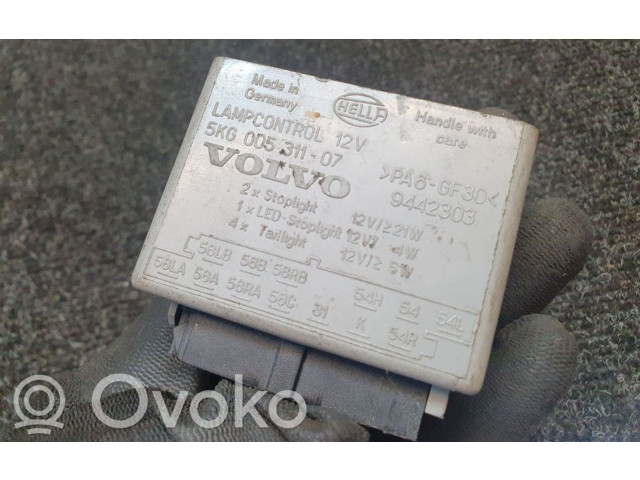 Made in
Germany
HELLA
Handle with
care
LAMPCONTROL 12V
5KG 005 311-07
>PA6-GF30<
VOLVO
9442303
2 x Stoplight 12V/≥21W
1 x LED-Stoplight 12V/ 4W
4 x Taillight 12V/≥ 5W
58LB 58B 58RB 54H 54 54L
58LA 58A 58RA 58C 31 K 54R
Ovoko